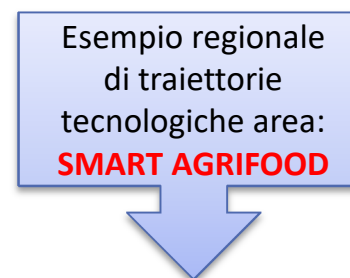 Esempio regionale
di traiettorie
tecnologiche area:
SMART AGRIFOOD